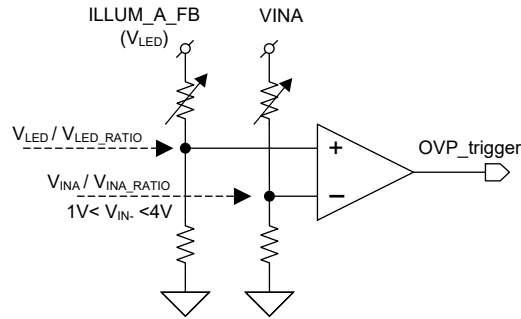 ILLUM_A_FB
(VLED)
VINA
VLED / VLED_RATIO
+
OVP_trigger
VINA / VINA_RATIO
1V< VIN- <4V
−